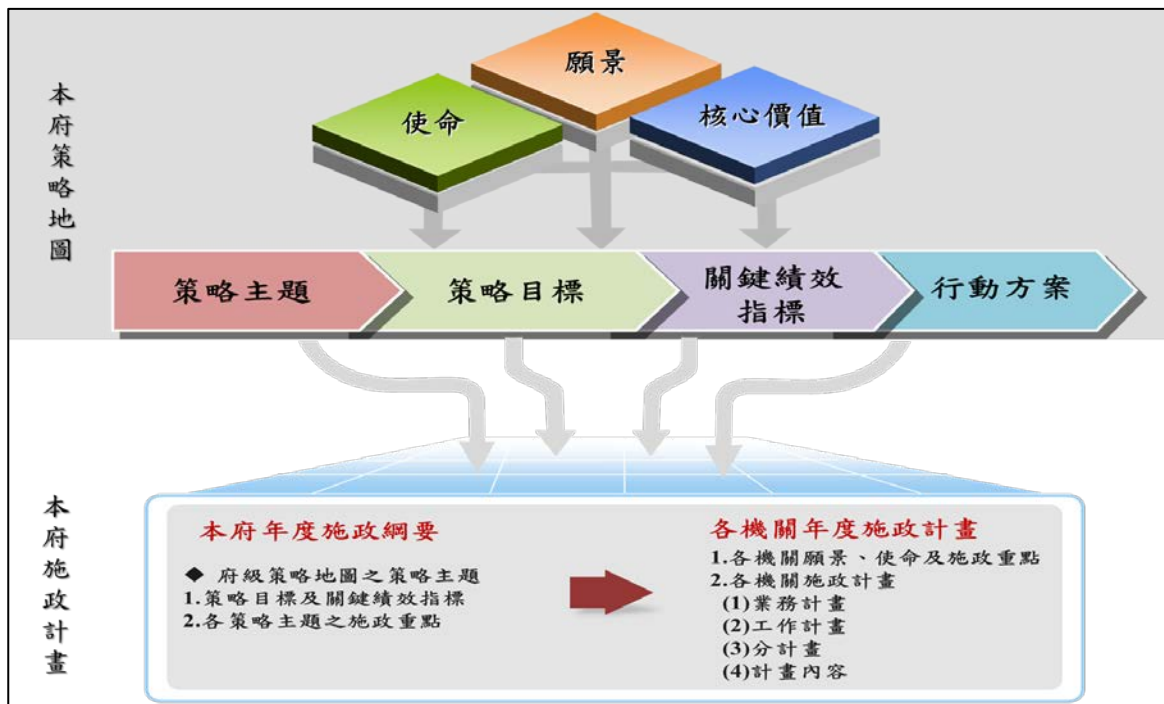 本府策略地圖
願景
使命
核心價值
策略主題
策略目標
關鍵績效
指標
行動方案
本府施政計畫
本府年度施政綱要
◆ 府級策略地圖之策略主題
1.策略目標及關鍵績效指標
2.各策略主題之施政重點
各機關年度施政計畫
1.各機關願景、使命及施政重點
2.各機關施政計畫
(1)業務計畫
(2)工作計畫
(3)分計畫
(4)計畫內容